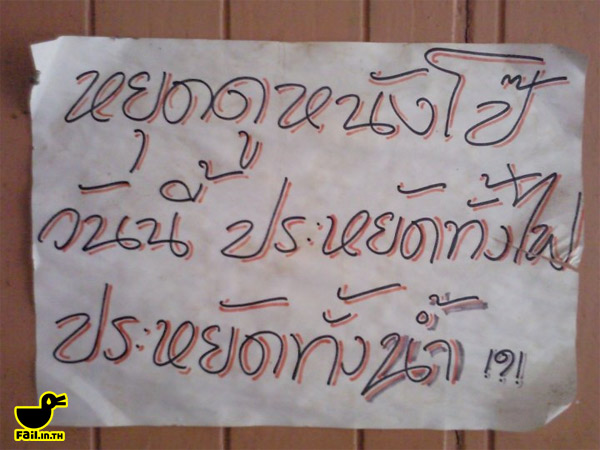 หยุดดูหนังโป๊
วันนี้ ประหยัดทั้งไฟ
ประหยัดทั้งน้ำ !?!
FAiL.in.TH